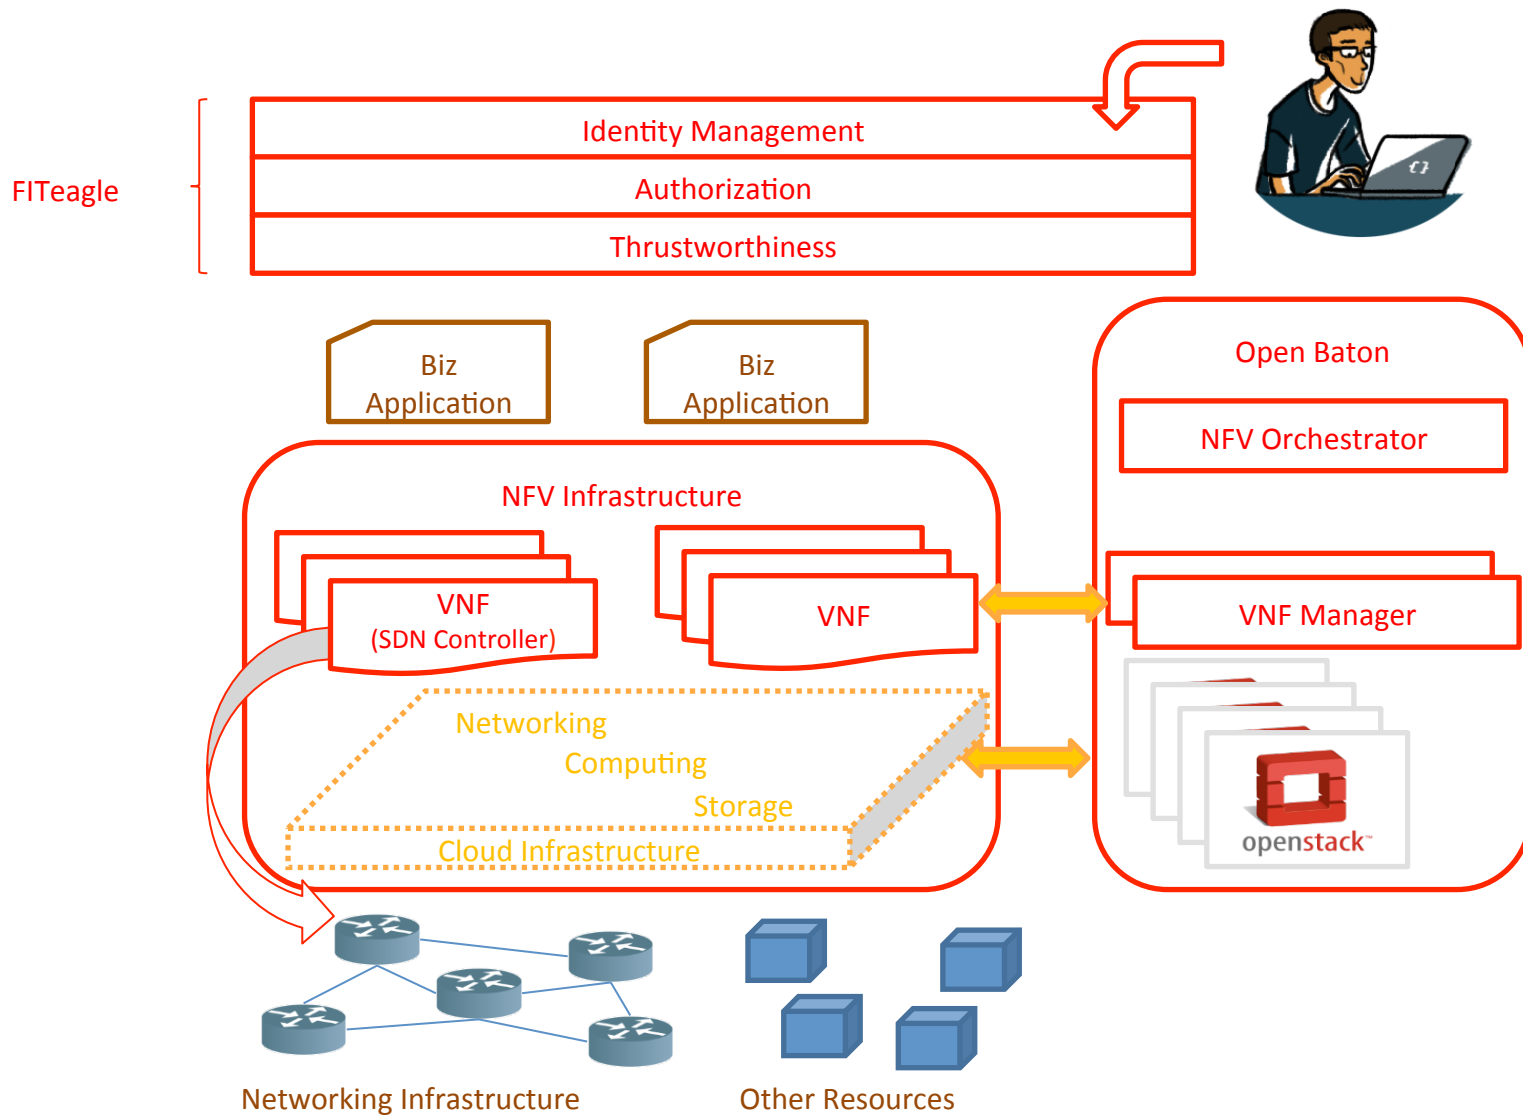 Identity Management
{}
FITeagle
Authorization
Thrustworthiness
Biz
Application
Biz
Application
Open Baton
NFV Orchestrator
NFV Infrastructure
VNF
(SDN Controller)
VNF
VNF Manager
Networking
Computing
Storage
Cloud Infrastructure
openstack™
Networking Infrastructure
Other Resources